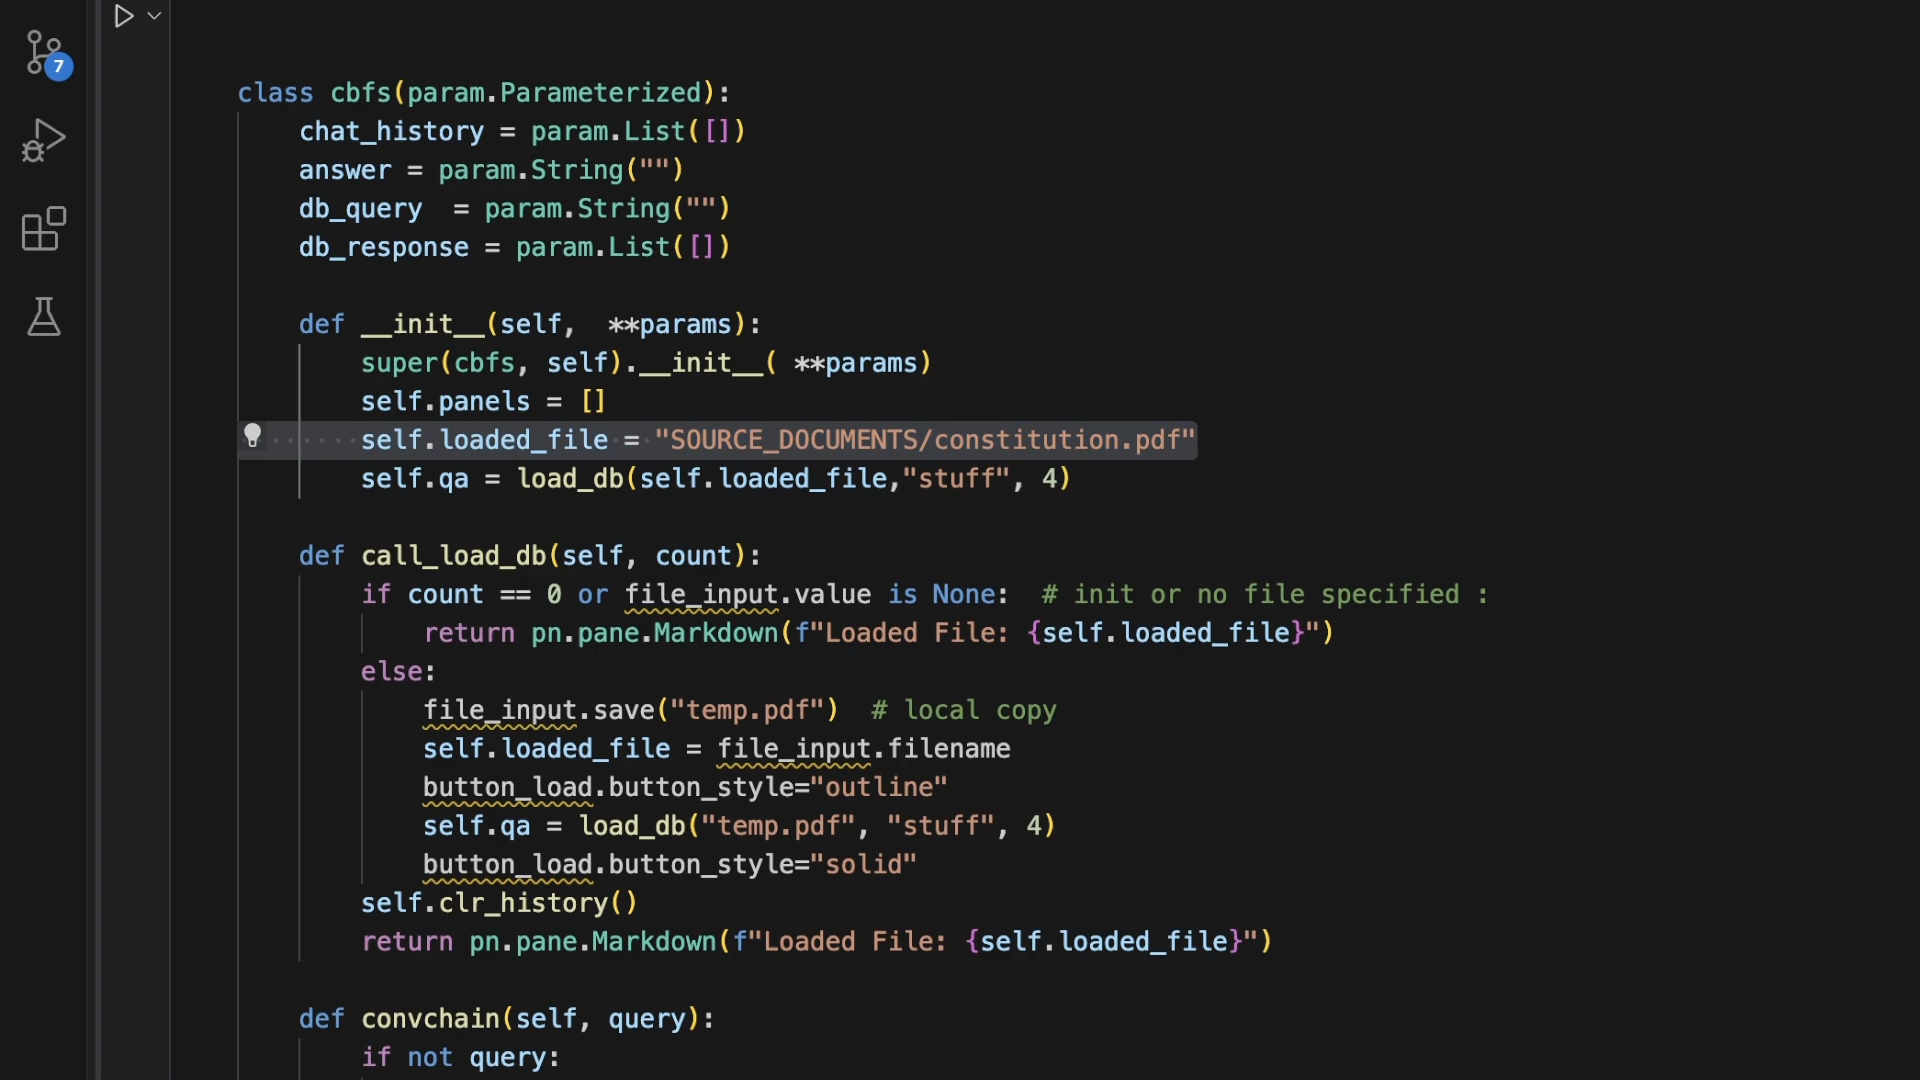 7
class cbfs(param.Parameterized):
    chat_history = param.List([])
    answer = param.String("")
    db_query  = param.String("")
    db_response = param.List([])

    def __init__(self,  **params):
        super(cbfs, self).__init__( **params)
        self.panels = []
        self.loaded_file = "SOURCE_DOCUMENTS/constitution.pdf"
        self.qa = load_db(self.loaded_file,"stuff", 4)

    def call_load_db(self, count):
        if count == 0 or file_input.value is None:  # init or no file specified :
            return pn.pane.Markdown(f"Loaded File: {self.loaded_file}")
        else:
            file_input.save("temp.pdf")  # local copy
            self.loaded_file = file_input.filename
            button_load.button_style="outline"
            self.qa = load_db("temp.pdf", "stuff", 4)
            button_load.button_style="solid"
        self.clr_history()
        return pn.pane.Markdown(f"Loaded File: {self.loaded_file}")

    def convchain(self, query):
        if not query: